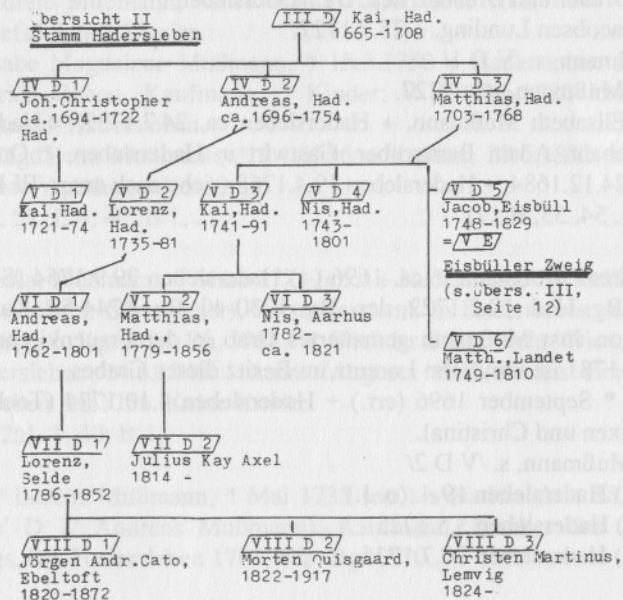 Übersicht II
Stamm Hadersleben
/III D/ Kai, Had.
1665-1708
/IV D 1/
Joh.Christopher
ca.1694-1722
Had.
/IV D 2/
Andreas, Had.
ca.1696-1754
/IV D 3/
Matthias,Had.
1703-1768
/V D 1/
Kai,Had.
1721-74
/V D 2/
Lorenz,
Had.
1735-81
/V D 3/
Kai,Had.
1741-91
/V D 4/
Nis,Had.
1743-
1801
/V D 5/
Jacob,Eisbüll
1748-1829
=/V E/
Eisbüller Zweig
(s.Übers.III.
Seite 12)
/V D 6/
Matth.,Landet
1749-1810
/VI D 1/
Andreas,
Had.
1762-1801
/VI D 2/
Matthias,
Had.,
1779-1856
/VI D 3/
Nis, Aarhus
1782-
ca. 1821
/VII D 1/
Lorenz,
Selde
1786-1852
/VII D 2/
Julius Kay Axel
1814 -
/VIII D 1/
Jörgen Andr.Cato,
Ebeltoft
1820-1872
/VIII D 2/
Morten Quisgaard,
1822-1917
/VIII D 3/
Christen Martinus,
Lemvig
1824-